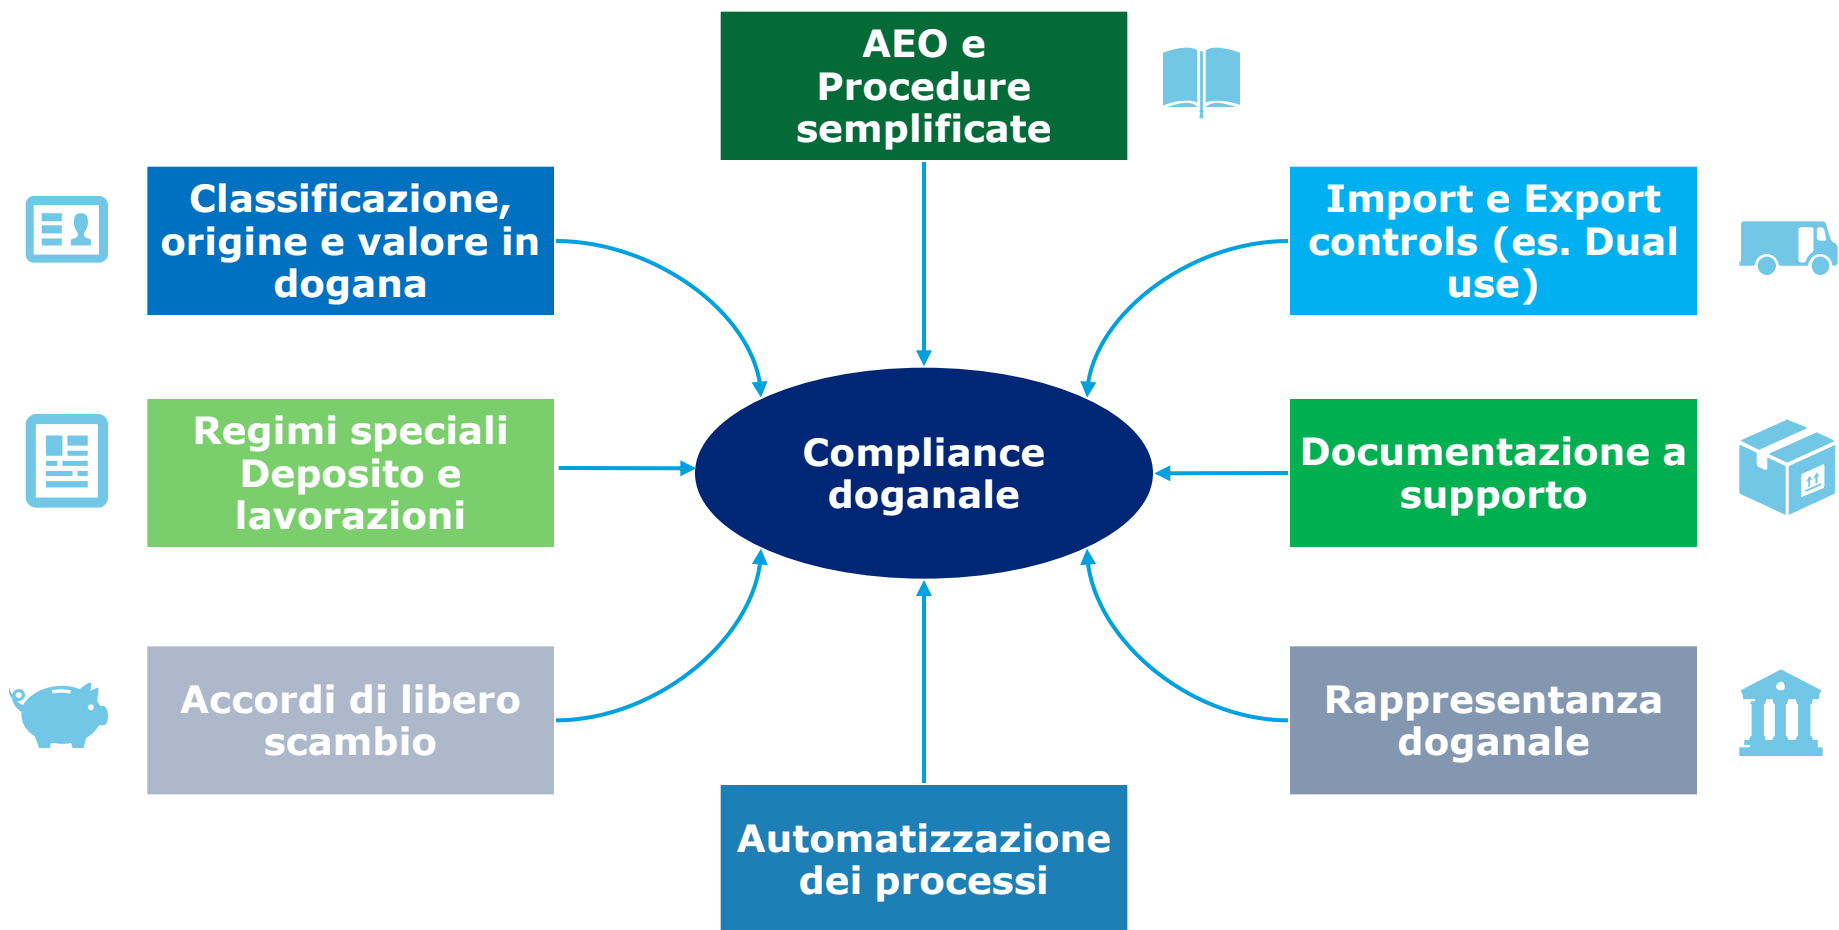 AEO e
Procedure
semplificate
Classificazione,
origine e valore in
dogana
Import e Export
controls (es. Dual
use)
Regimi speciali
Deposito e
lavorazioni
Compliance
doganale
Documentazione a
supporto
Accordi di libero
scambio
Rappresentanza
doganale
Automatizzazione
dei processi